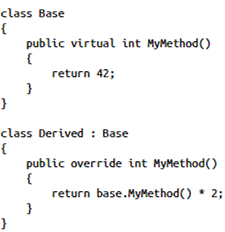 class Base
{
    public virtual int MyMethod()
    {
        return 42;
    }
}

class Derived : Base
{
    public override int MyMethod()
    {
        return base.MyMethod() * 2;
    }
}